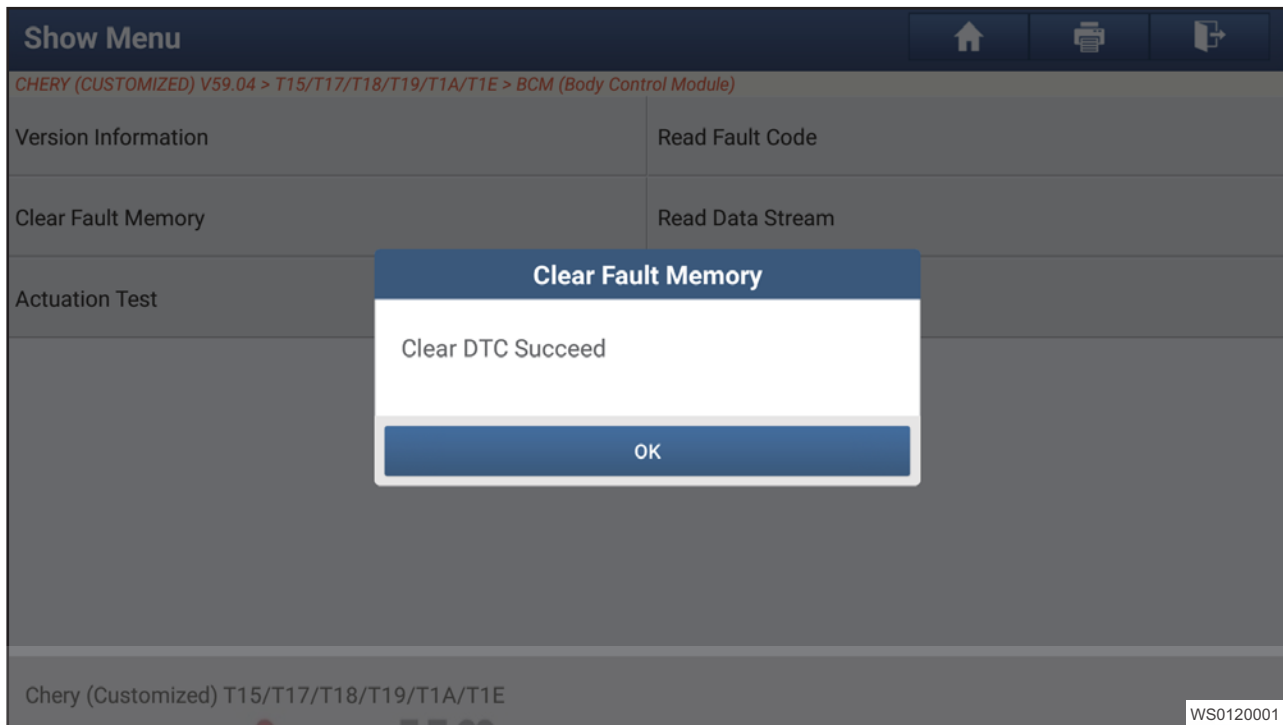 Show Menu
CHERY (CUSTOMIZED) V59.04 > T15/T17/T18/T19/T1A/T1E > BCM (Body Control Module)
Version Information
Read Fault Code
Clear Fault Memory
Read Data Stream
Actuation Test
Clear Fault Memory
Clear DTC Succeed
OK
Chery (Customized) T15/T17/T18/T19/T1A/T1E
WS0120001